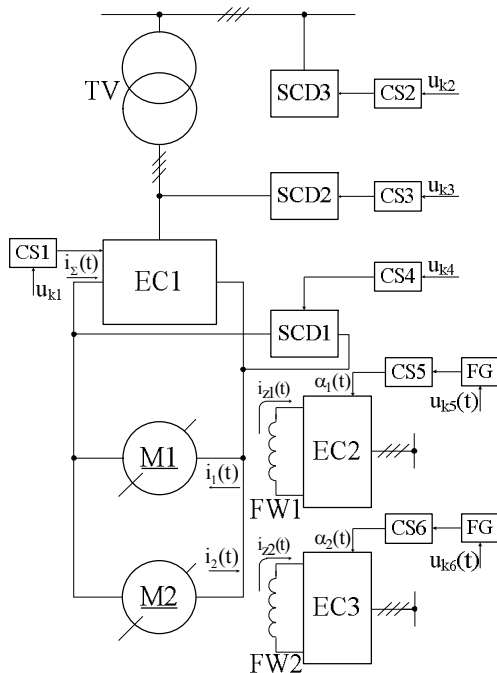 TV
SCD3
CS2
u_k2
SCD2
CS3
u_k3
CS1
i_Σ(t)
EC1
u_k1
CS4
u_k4
SCD1
i_z1(t)
α_1(t)
CS5
FG
u_k5(t)
M1
i_1(t)
EC2
FW1
i_z2(t)
α_2(t)
CS6
FG
u_k6(t)
i_2(t)
M2
EC3
FW2